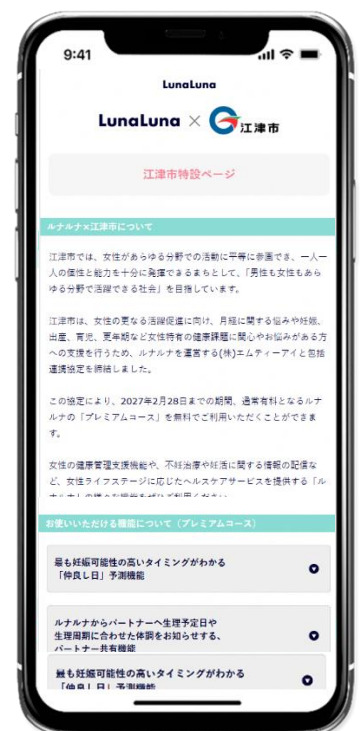 9:41
LunaLuna
LunaLuna × 江津市
江津市特設ページ
ルナルナ×江津市について
江津市では、女性があらゆる分野での活動に平等に参画でき、一人一
人の個性と能力を十分に発揮できるまちとして、「男性も女性もあら
ゆる分野で活躍できる社会」を目指しています。
江津市は、女性の更なる活躍促進に向け、月経に関する悩みや妊娠、
出産、育児、更年期など女性特有の健康課題に関心やお悩みがある方
への支援を行うため、ルナルナを運営する(株)エムティーアイと包括
連携協定を締結しました。
この協定により、2027年2月28日までの期間、通常有料となるルナ
ルナの「プレミアムコース」を無料でご利用いただくことができま
す。
女性の健康管理支援機能や、不妊治療や妊活に関する情報の配信な
ど、女性ライフステージに応じたヘルスケアサービスを提供する「ル
ナルナ」の様々な機能をぜひご利用ください
お使いいただける機能について（プレミアムコース）
最も妊娠可能性の高いタイミングがわかる
「仲良し日」予測機能
ルナルナからパートナーへ生理予定日や
生理周期に合わせた体調をお知らせする、
パートナー共有機能
最も妊娠可能性の高いタイミングがわかる
「仲良し日」予測機能